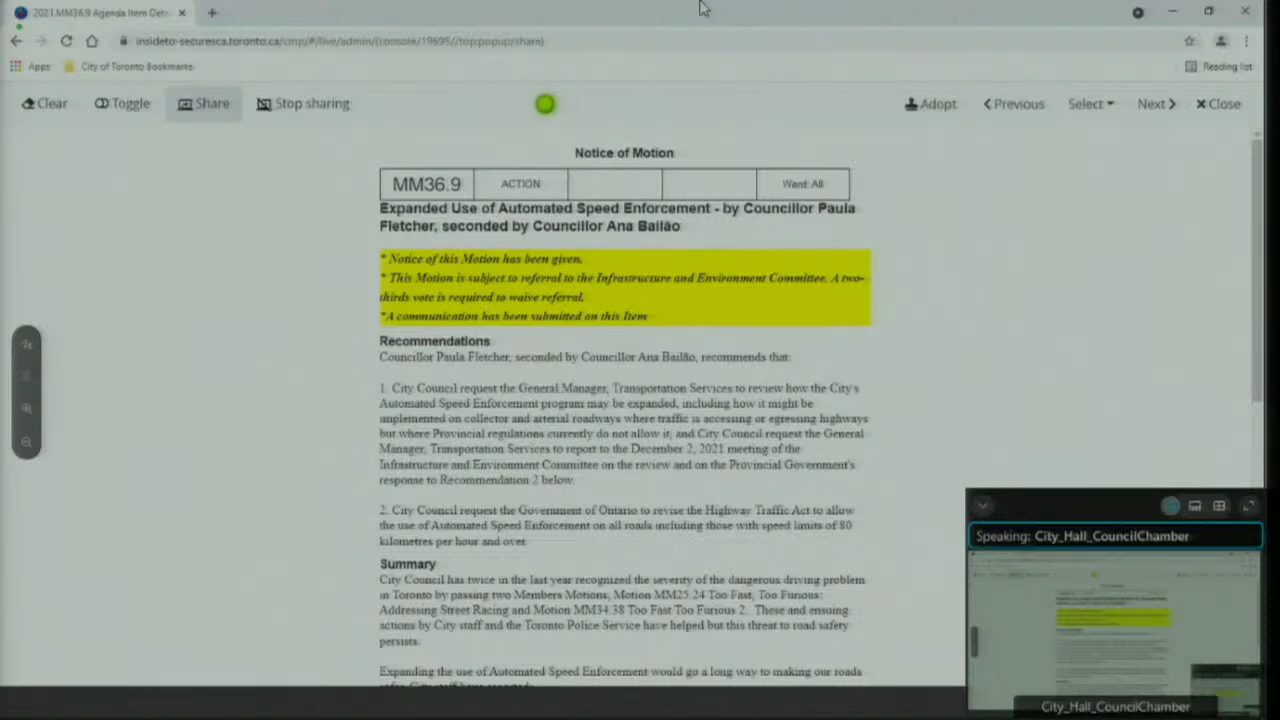 2021.MM36.9 Agenda Item Det
insideto-securesca.toronto.ca/cmp/#/live/admin/(console/19695//top:popup/share)
Apps City of Toronto Bookmarks Reading list
Clear Toggle Share Stop sharing Adopt Previous Select Next Close
Notice of Motion
MM36.9 ACTION Ward: All
Expanded Use of Automated Speed Enforcement - by Councillor Paula
Fletcher, seconded by Councillor Ana Bailão
* Notice of this Motion has been given.
* This Motion is subject to referral to the Infrastructure and Environment Committee. A two-
thirds vote is required to waive referral.
*A communication has been submitted on this Item
Recommendations
Councillor Paula Fletcher, seconded by Councillor Ana Bailão, recommends that:
1. City Council request the General Manager, Transportation Services to review how the City's
Automated Speed Enforcement program may be expanded, including how it might be
implemented on collector and arterial roadways where traffic is accessing or egressing highways
but where Provincial regulations currently do not allow it; and City Council request the General
Manager, Transportation Services to report to the December 2, 2021 meeting of the
Infrastructure and Environment Committee on the review and on the Provincial Government's
response to Recommendation 2 below.
2. City Council request the Government of Ontario to revise the Highway Traffic Act to allow
the use of Automated Speed Enforcement on all roads including those with speed limits of 80
kilometres per hour and over.
Summary
City Council has twice in the last year recognized the severity of the dangerous driving problem
in Toronto by passing two Members Motions, Motion MM25.24 Too Fast, Too Furious:
Addressing Street Racing and Motion MM34.38 Too Fast Too Furious 2. These and ensuing
actions by City staff and the Toronto Police Service have helped but this threat to road safety
persists.
Expanding the use of Automated Speed Enforcement would go a long way to making our roads
Speaking: City_Hall_CouncilChamber
City_Hall_CouncilChamber